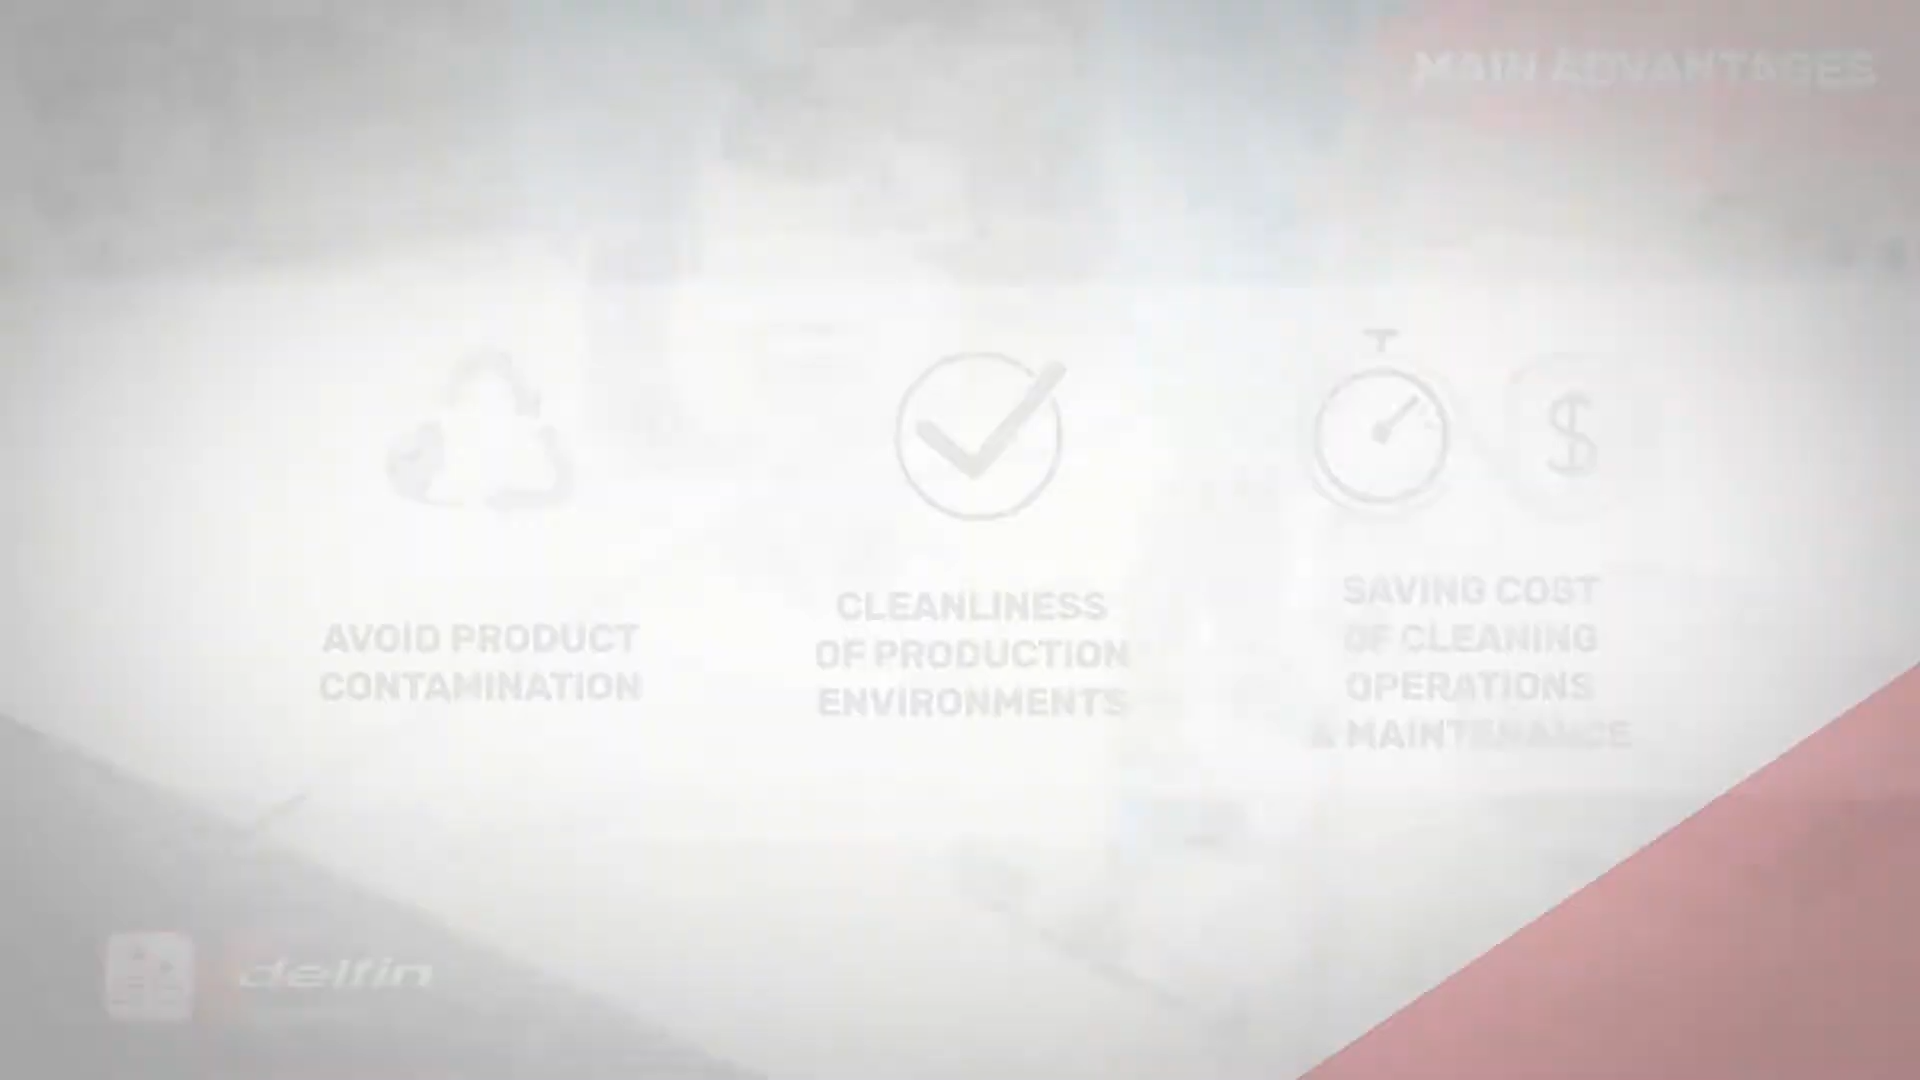 MAIN ADVANTAGES
AVOID PRODUCT
CONTAMINATION
CLEANLINESS
OF PRODUCTION
ENVIRONMENTS
$
SAVING COST
OF CLEANING
OPERATIONS
& MAINTENANCE
delfin